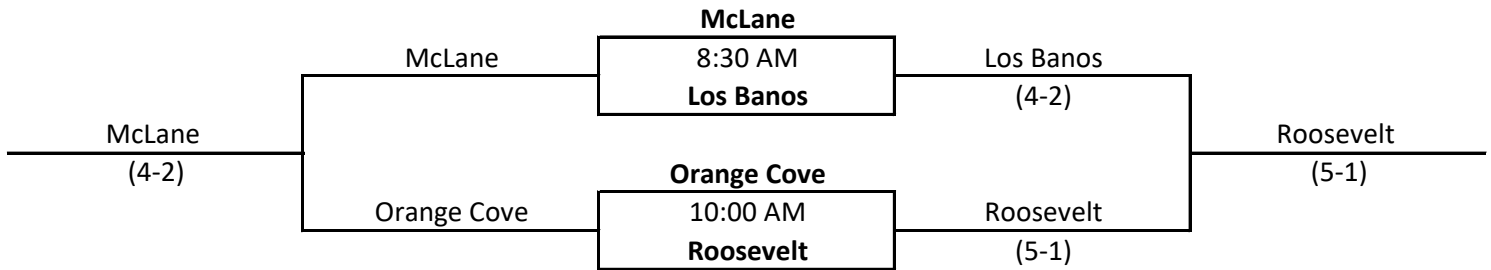 McLane
McLane 8:30 AM Los Banos
Los Banos (4-2)
McLane Roosevelt
(4-2) Orange Cove (5-1)
Orange Cove 10:00 AM Roosevelt
Roosevelt (5-1)